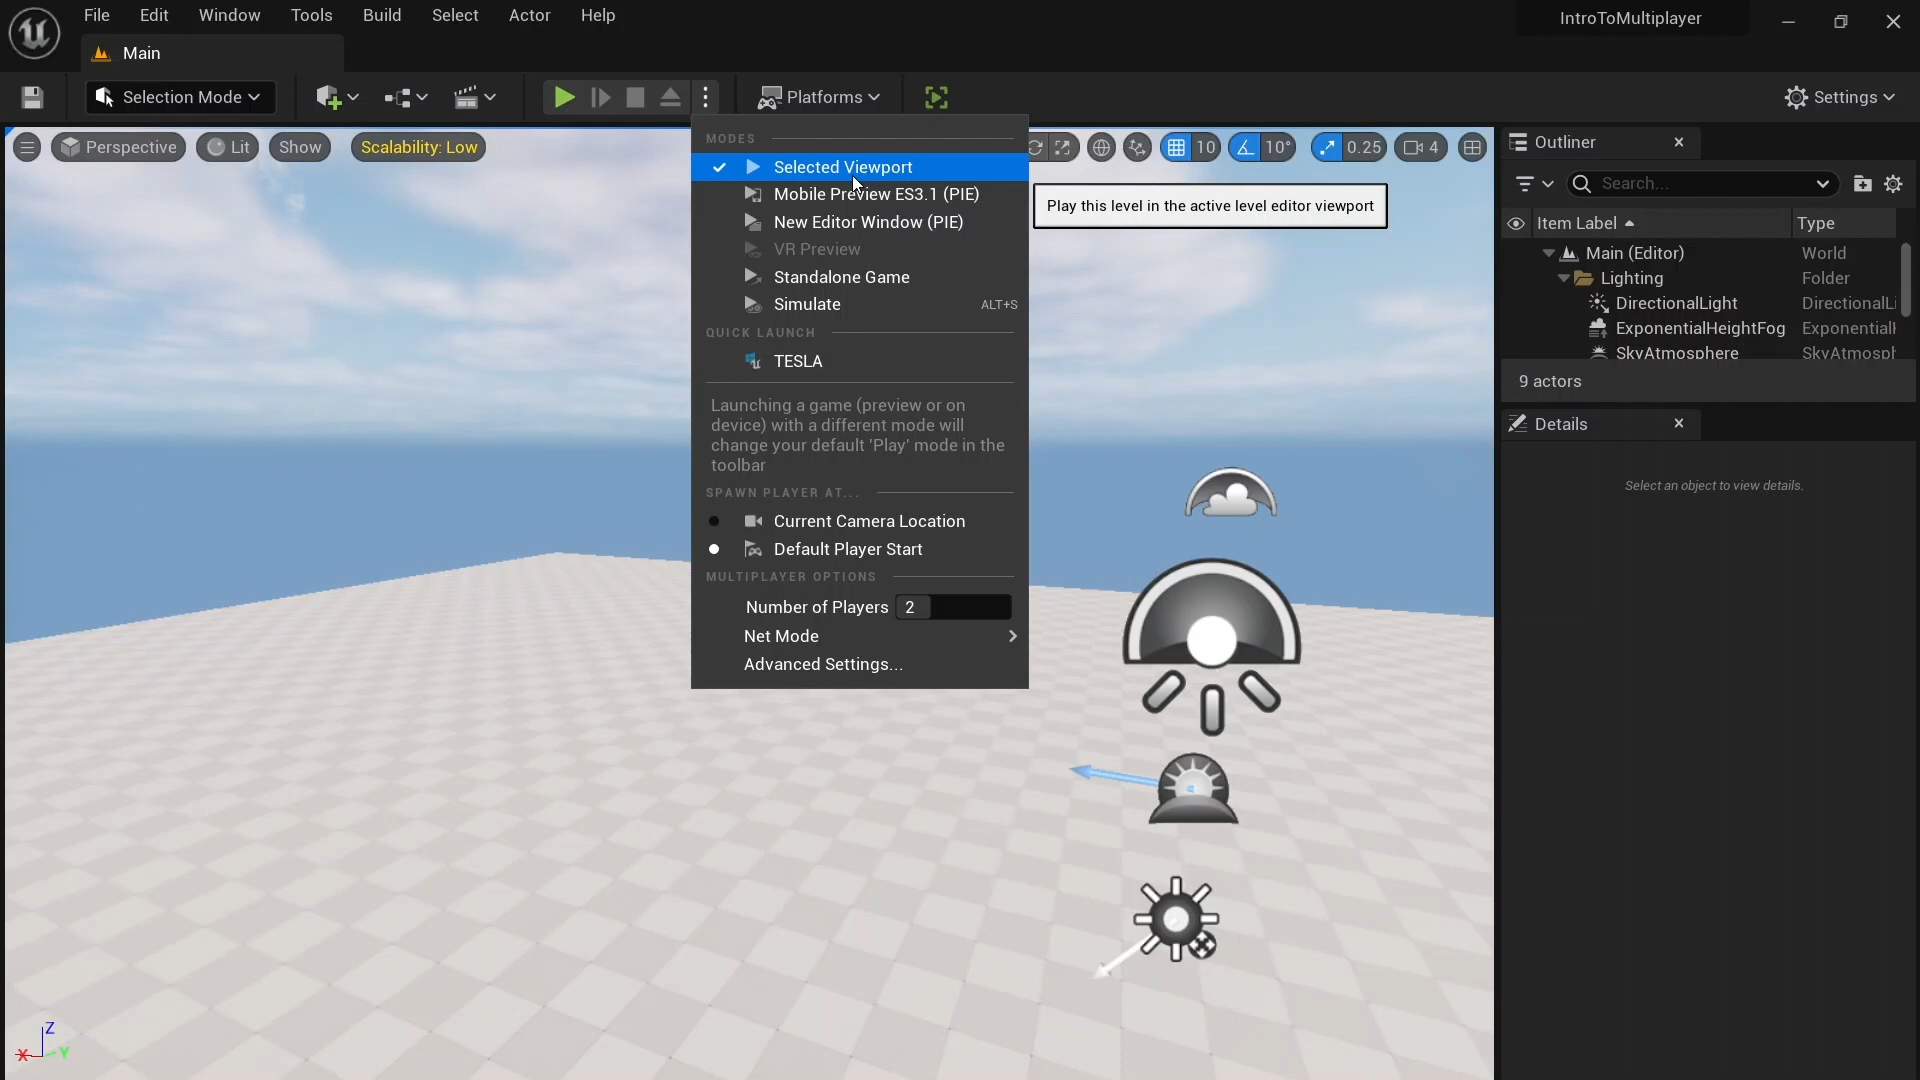 File Edit Window Tools Build Select Actor Help
IntroToMultiplayer
Main
Selection Mode
Platforms
Settings
Perspective
Lit
Show
Scalability: Low
10
10°
0.25
4
MODES
Selected Viewport
Mobile Preview ES3.1 (PIE)
New Editor Window (PIE)
VR Preview
Standalone Game
Simulate ALT+S
QUICK LAUNCH
TESLA
Launching a game (preview or on
device) with a different mode will
change your default 'Play' mode in the
toolbar
SPAWN PLAYER AT...
Current Camera Location
Default Player Start
MULTIPLAYER OPTIONS
Number of Players 2
Net Mode
Advanced Settings...
Play this level in the active level editor viewport
Outliner
Search...
Item Label Type
Main (Editor) World
Lighting Folder
DirectionalLight DirectionalLi
ExponentialHeightFog ExponentialH
SkyAtmosphere SkyAtmosph
9 actors
Details
Select an object to view details.
Z
X
Y